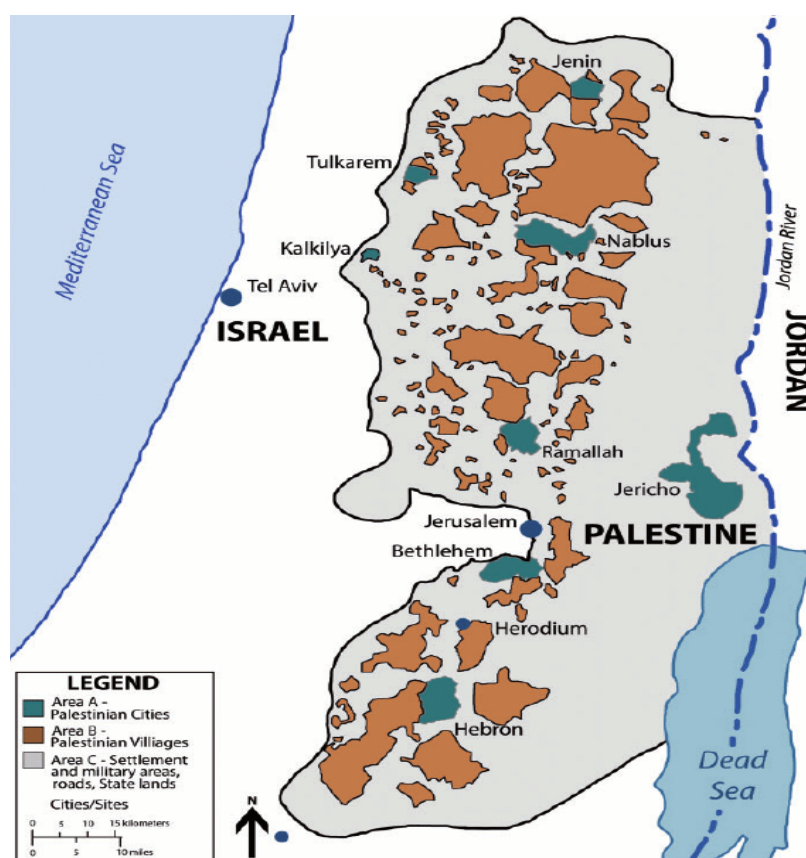 Jenin
Mediterranean Sea
Tulkarem
Nablus
Jordan River
Kalkilya
Tel Aviv
ISRAEL
JORDAN
Ramallah
Jericho
Jerusalem
PALESTINE
Bethlehem
Herodium
LEGEND
Area A -
Palestinian Cities
Area B -
Palestinian Villiages
Area C - Settlement
and military areas,
roads, State lands
Cities/Sites
0 5 10 15 kilometers
0 5 10 miles
N
Hebron
Dead
Sea